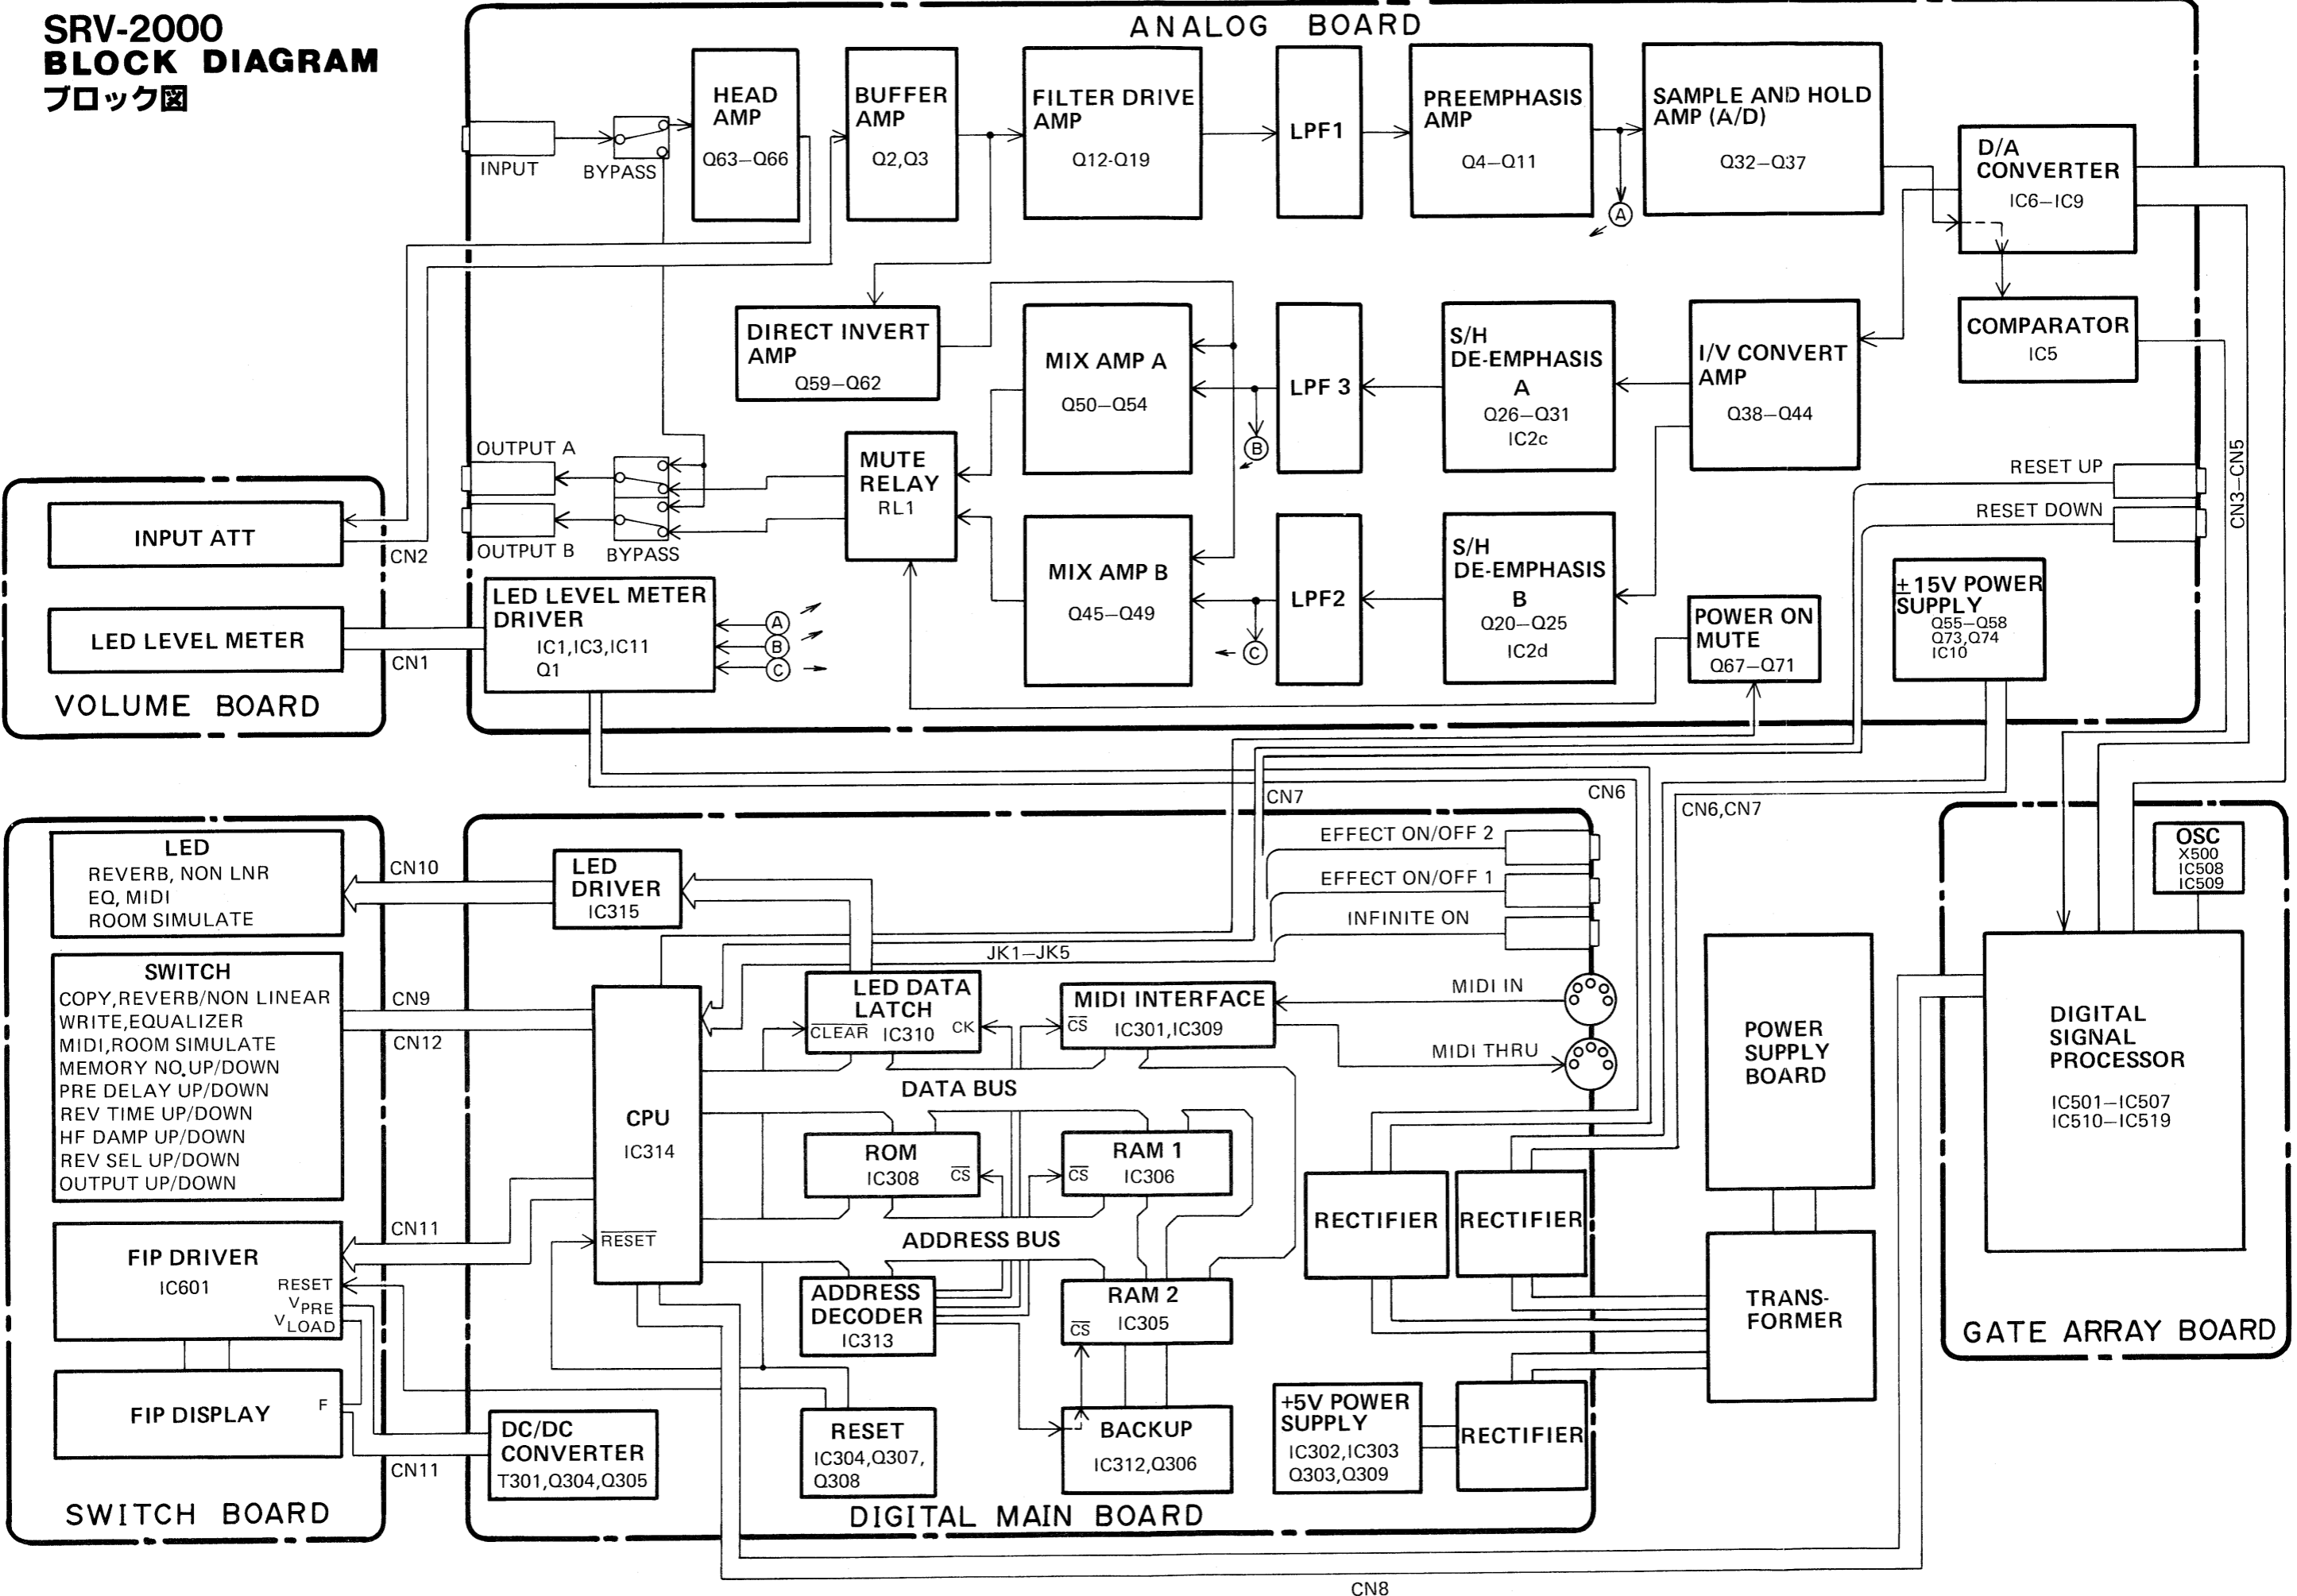 SRV-2000
BLOCK DIAGRAM
ブロック図
ANALOG BOARD
INPUT
BYPASS
HEAD
AMP
Q63–Q66
BUFFER
AMP
Q2,Q3
FILTER DRIVE
AMP
Q12-Q19
LPF1
PREEMPHASIS
AMP
Q4–Q11
A
SAMPLE AND HOLD
AMP (A/D)
Q32–Q37
D/A
CONVERTER
IC6–IC9
COMPARATOR
IC5
DIRECT INVERT
AMP
Q59–Q62
MIX AMP A
Q50–Q54
B
LPF 3
S/H
DE-EMPHASIS
A
Q26–Q31
IC2c
I/V CONVERT
AMP
Q38–Q44
OUTPUT A
OUTPUT B
BYPASS
MUTE
RELAY
RL1
MIX AMP B
Q45–Q49
C
LPF2
S/H
DE-EMPHASIS
B
Q20–Q25
IC2d
RESET UP
RESET DOWN
CN3–CN5
POWER ON
MUTE
Q67–Q71
±15V POWER
SUPPLY
Q55–Q58
Q73,Q74
IC10
LED LEVEL METER
DRIVER
IC1,IC3,IC11
Q1
A
B
C
INPUT ATT
CN2
LED LEVEL METER
CN1
VOLUME BOARD
CN7
CN6
CN6,CN7
LED
REVERB, NON LNR
EQ, MIDI
ROOM SIMULATE
CN10
SWITCH
COPY,REVERB/NON LINEAR
WRITE,EQUALIZER
MIDI,ROOM SIMULATE
MEMORY NO.UP/DOWN
PRE DELAY UP/DOWN
REV TIME UP/DOWN
HF DAMP UP/DOWN
REV SEL UP/DOWN
OUTPUT UP/DOWN
CN9
CN12
FIP DRIVER
IC601
RESET
VPRE
VLOAD
CN11
FIP DISPLAY
F
CN11
SWITCH BOARD
LED
DRIVER
IC315
EFFECT ON/OFF 2
EFFECT ON/OFF 1
INFINITE ON
JK1–JK5
LED DATA
LATCH
CLEAR IC310 CK
MIDI INTERFACE
CS IC301,IC309
MIDI IN
MIDI THRU
CPU
IC314
RESET
DATA BUS
ROM
IC308 CS
RAM 1
CS IC306
ADDRESS BUS
ADDRESS
DECODER
IC313
RAM 2
IC305
CS
BACKUP
IC312,Q306
DC/DC
CONVERTER
T301,Q304,Q305
RESET
IC304,Q307,
Q308
RECTIFIER
RECTIFIER
+5V POWER
SUPPLY
IC302,IC303
Q303,Q309
RECTIFIER
DIGITAL MAIN BOARD
POWER
SUPPLY
BOARD
TRANS-
FORMER
OSC
X500
IC508
IC509
DIGITAL
SIGNAL
PROCESSOR
IC501–IC507
IC510–IC519
GATE ARRAY BOARD
CN8